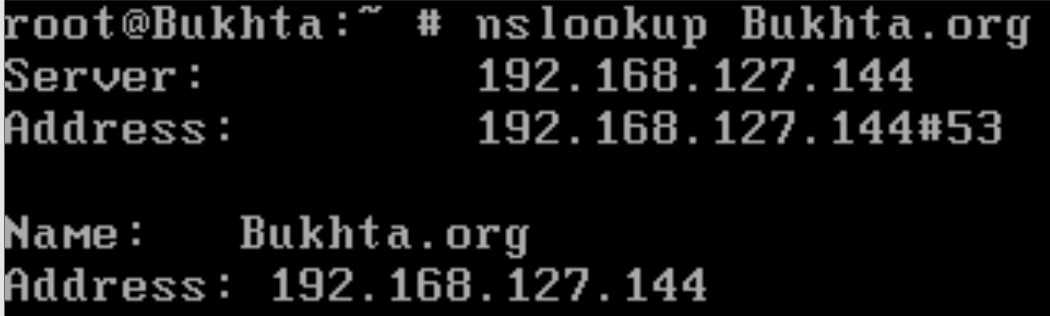 root@Bukhta:~ # nslookup Bukhta.org
Server: 192.168.127.144
Address: 192.168.127.144#53
Name: Bukhta.org
Address: 192.168.127.144